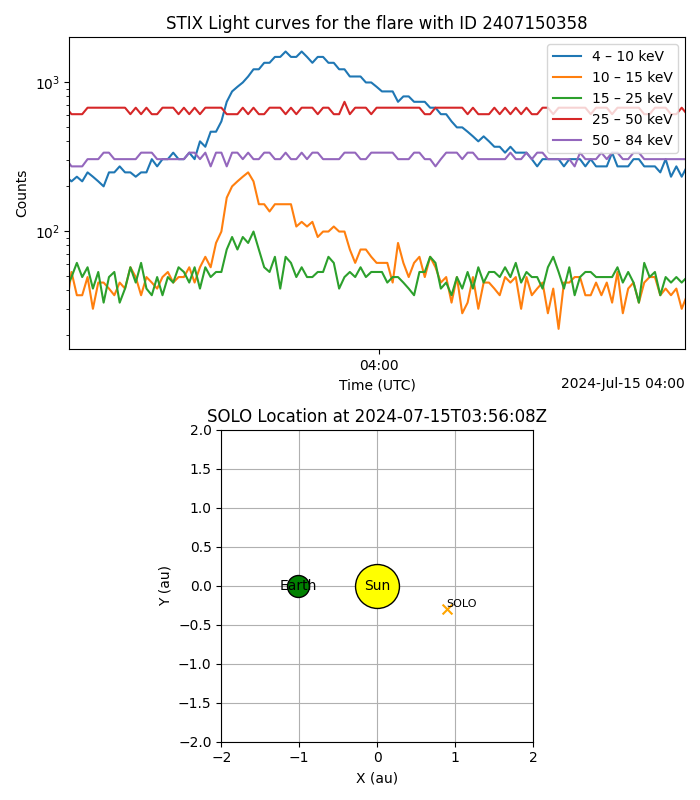 STIX Light curves for the flare with ID 2407150358
4 – 10 keV
10 – 15 keV
15 – 25 keV
25 – 50 keV
50 – 84 keV
10³
10²
Counts
04:00
Time (UTC)
2024-Jul-15 04:00
SOLO Location at 2024-07-15T03:56:08Z
2.0
1.5
1.0
0.5
0.0
−0.5
−1.0
−1.5
−2.0
Y (au)
Earth
Sun
SOLO
−2
−1
0
1
2
X (au)